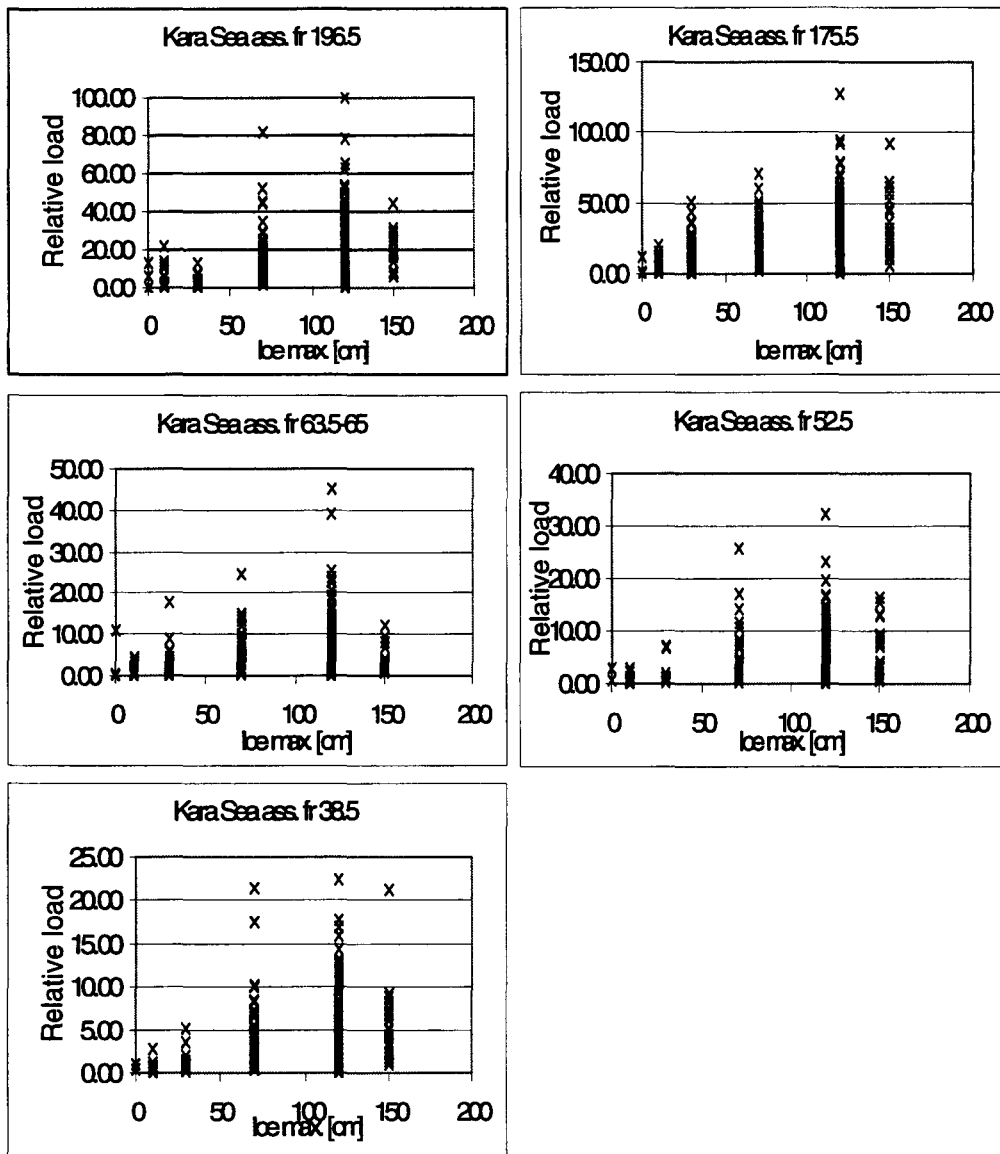 Kara Sea ass. fr 196.5
Relative load
100.00
80.00
60.00
40.00
20.00
0.00
0 50 100 150 200
Ice max. [cm]
Kara Sea ass. fr 175.5
Relative load
150.00
100.00
50.00
0.00
0 50 100 150 200
Ice max. [cm]
Kara Sea ass. fr 63.5-65
Relative load
50.00
40.00
30.00
20.00
10.00
0.00
0 50 100 150 200
Ice max. [cm]
Kara Sea ass. fr 52.5
Relative load
40.00
30.00
20.00
10.00
0.00
0 50 100 150 200
Ice max. [cm]
Kara Sea ass. fr 38.5
Relative load
25.00
20.00
15.00
10.00
5.00
0.00
0 50 100 150 200
Ice max. [cm]